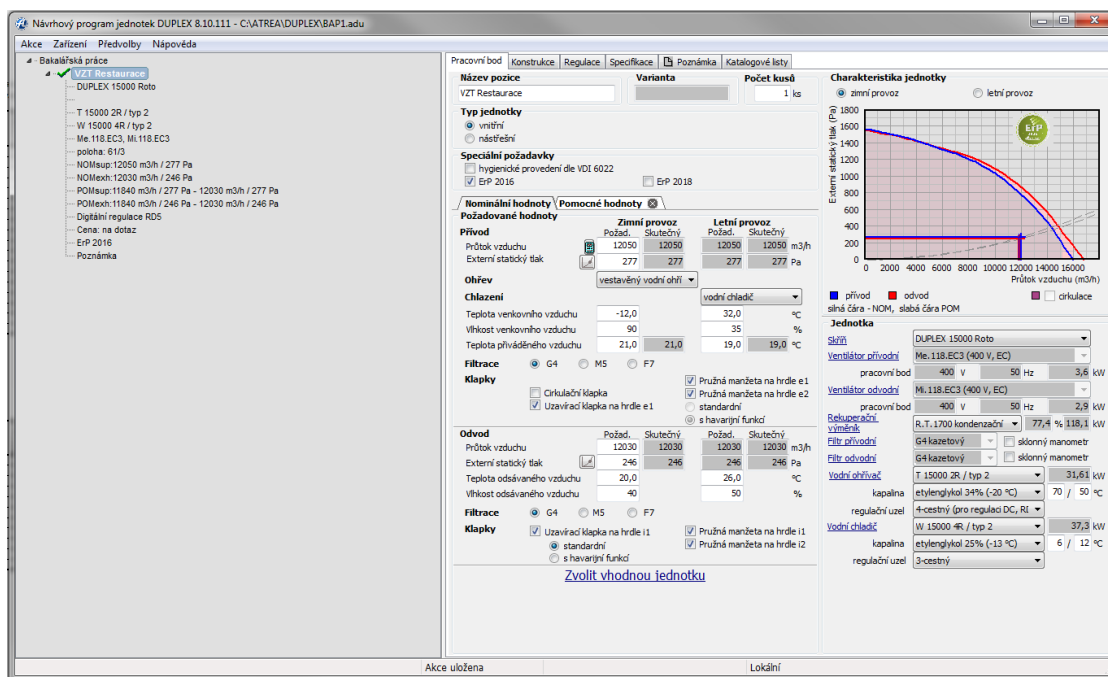 Návrhový program jednotek DUPLEX 8.10.111 - C:\ATREA\DUPLEX\BAP1.adu
Akce Zařízení Předvolby Nápověda
Bakalářská práce
VZT Restaurace
DUPLEX 15000 Roto
T 15000 2R / typ 2
W 15000 4R / typ 2
Me.118.EC3, Mi.118.EC3
poloha: 61/3
NOMsup:12050 m3/h / 277 Pa
NOMexh:12030 m3/h / 246 Pa
POMsup:11840 m3/h / 277 Pa - 12030 m3/h / 277 Pa
POMexh:11840 m3/h / 246 Pa - 12030 m3/h / 246 Pa
Digitální regulace RD5
Cena: na dotaz
ErP 2016
Poznámka
Pracovní bod Konstrukce Regulace Specifikace Poznámka Katalogové listy
Název pozice Varianta Počet kusů
VZT Restaurace 1 ks
Typ jednotky
vnitřní
nástřešní
Speciální požadavky
hygienické provedení dle VDI 6022
ErP 2016 ErP 2018
Nominální hodnoty Pomocné hodnoty
Požadované hodnoty
Zimní provoz Letní provoz
Přívod Požad. Skutečný Požad. Skutečný
Průtok vzduchu 12050 12050 12050 12050 m3/h
Externí statický tlak 277 277 277 277 Pa
Ohřev vestavěný vodní ohří
Chlazení vodní chladič
Teplota venkovního vzduchu -12,0 32,0 °C
Vlhkost venkovního vzduchu 90 35 %
Teplota přiváděného vzduchu 21,0 21,0 19,0 19,0 °C
Filtrace G4 M5 F7
Klapky Pružná manžeta na hrdle e1
Cirkulační klapka Pružná manžeta na hrdle e2
Uzavírací klapka na hrdle e1 standardní
s havarijní funkcí
Odvod Požad. Skutečný Požad. Skutečný
Průtok vzduchu 12030 12030 12030 12030 m3/h
Externí statický tlak 246 246 246 246 Pa
Teplota odsávaného vzduchu 20,0 26,0 °C
Vlhkost odsávaného vzduchu 40 50 %
Filtrace G4 M5 F7
Klapky Uzavírací klapka na hrdle i1 Pružná manžeta na hrdle i1
standardní Pružná manžeta na hrdle i2
s havarijní funkcí
Zvolit vhodnou jednotku
Charakteristika jednotky
zimní provoz letní provoz
Externí statický tlak (Pa)
1800
1600
1400
1200
1000
800
600
400
200
0
ErP
0 2000 4000 6000 8000 10000 12000 14000 16000
Průtok vzduchu (m3/h)
přívod odvod cirkulace
silná čára - NOM, slabá čára POM
Jednotka
Skříň DUPLEX 15000 Roto
Ventilátor přívodní Me.118.EC3 (400 V, EC)
pracovní bod 400 V 50 Hz 3,6 kW
Ventilátor odvodní Mi.118.EC3 (400 V, EC)
pracovní bod 400 V 50 Hz 2,9 kW
Rekuperační výměník R.T.1700 kondenzační 77,4 % 118,1 kW
Filtr přívodní G4 kazetový sklonný manometr
Filtr odvodní G4 kazetový sklonný manometr
Vodní ohřívač T 15000 2R / typ 2 31,61 kW
kapalina etylenglykol 34% (-20 °C) 70 / 50 °C
regulační uzel 4-cestný (pro regulaci DC, RI
Vodní chladič W 15000 4R / typ 2 37,3 kW
kapalina etylenglykol 25% (-13 °C) 6 / 12 °C
regulační uzel 3-cestný
Akce uložena Lokální